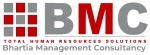 BMC
TOTAL HUMAN RESOURCES SOLUTIONS
Bhartia Management Consultancy